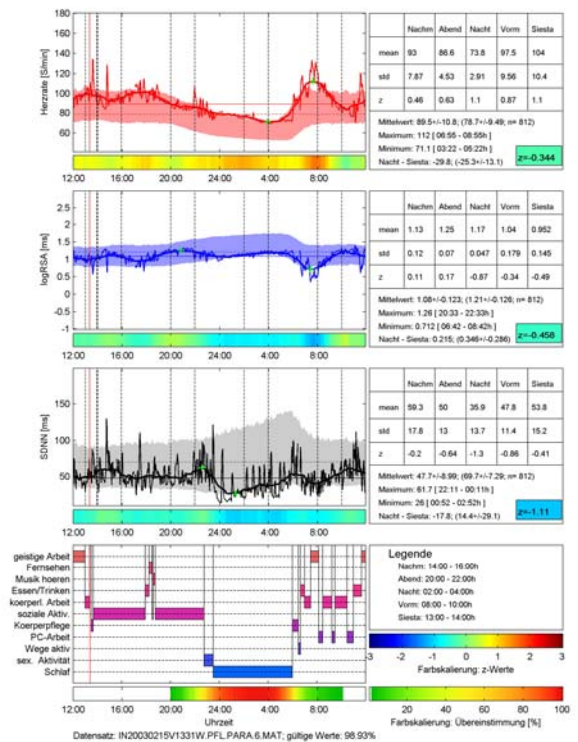 Herzrate [S/min]
180
160
140
120
100
80
60
12:00 16:00 20:00 24:00 4:00 8:00
Nachm Abend Nacht Vorm Siesta
mean 93 86.6 73.8 97.5 104
std 7.87 4.53 2.91 9.56 10.4
z 0.46 0.63 1.1 0.87 1.1
Mittelwert: 89.5+/-10.8; (78.7+/-9.49; n= 812)
Maximum: 112 [ 06:55 - 08:55h ]
Minimum: 71.1 [ 03:22 - 05:22h ]
Nacht - Siesta: -29.8; (-25.3+/-13.1)
z=-0.344
logRSA [ms]
2.5
2
1.5
1
0.5
0
-1
12:00 16:00 20:00 24:00 4:00 8:00
Nachm Abend Nacht Vorm Siesta
mean 1.13 1.25 1.17 1.04 0.952
std 0.12 0.07 0.047 0.179 0.145
z 0.11 0.17 -0.87 -0.34 -0.49
Mittelwert: 1.08+/-0.123; (1.21+/-0.126; n= 812)
Maximum: 1.26 [ 20:33 - 22:33h ]
Minimum: 0.712 [ 06:42 - 08:42h ]
Nacht - Siesta: 0.215; (0.346+/-0.286)
z=-0.458
SDNN [ms]
150
100
50
12:00 16:00 20:00 24:00 4:00 8:00
Nachm Abend Nacht Vorm Siesta
mean 59.3 50 35.9 47.8 53.8
std 17.8 13 13.7 11.4 15.2
z -0.2 -0.64 -1.3 -0.86 -0.41
Mittelwert: 47.7+/-8.99; (69.7+/-7.29; n= 812)
Maximum: 61.7 [ 22:11 - 00:11h ]
Minimum: 26 [ 00:52 - 02:52h ]
Nacht - Siesta: -17.8; (14.4+/-29.1)
z=-1.11
geistige Arbeit
Fernsehen
Musik hoeren
Essen/Trinken
koerperl. Arbeit
soziale Aktiv.
Koerperpflege
PC-Arbeit
Wege aktiv
sex. Aktivität
Schlaf
12:00 16:00 20:00 24:00 4:00 8:00
Uhrzeit
Legende
Nachm: 14:00 - 16:00h
Abend: 20:00 - 22:00h
Nacht: 02:00 - 04:00h
Vorm: 08:00 - 10:00h
Siesta: 13:00 - 14:00h
-3 -2 -1 0 1 2 3
Farbskalierung: z-Werte
20 40 60 80 100
Farbskalierung: Übereinstimmung [%]
Datensatz: IN20030215V1331W.PFL.PARA.6.MAT; gültige Werte: 98.93%